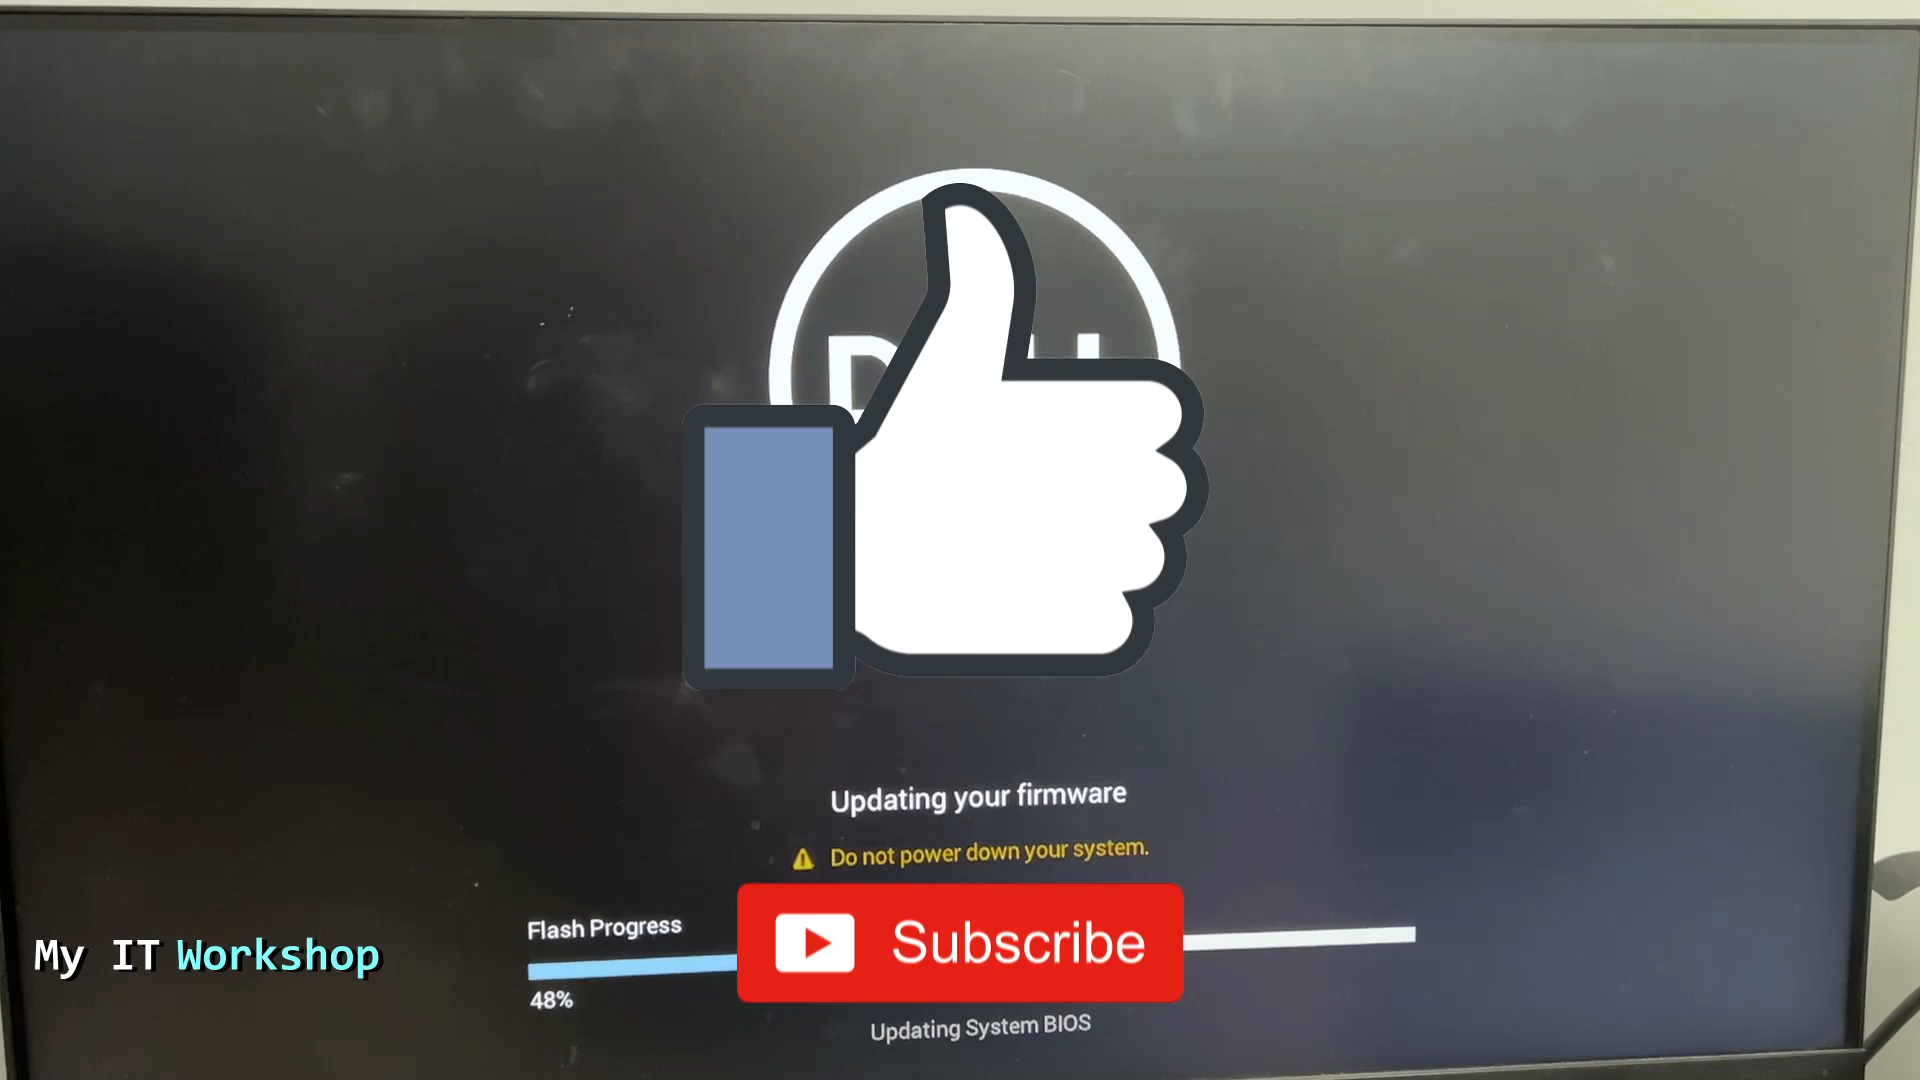 Updating your firmware
Do not power down your system.
Flash Progress
Subscribe
My IT Workshop
48%
Updating System BIOS